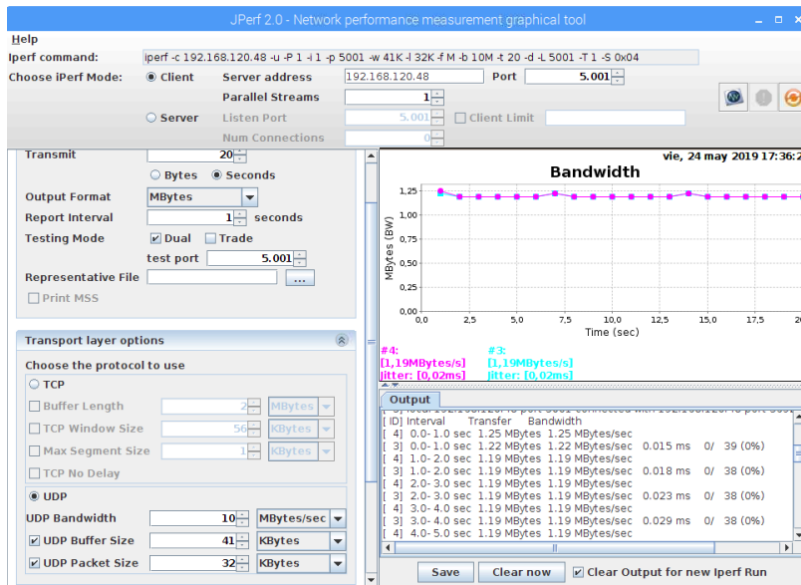 JPerf 2.0 - Network performance measurement graphical tool
Help
Iperf command: iperf -c 192.168.120.48 -u -P 1 -i 1 -p 5001 -w 41K -l 32K -f M -b 10M -t 20 -d -L 5001 -T 1 -S 0x04
Choose iPerf Mode: Client Server address 192.168.120.48 Port 5.001
Parallel Streams 1
Server Listen Port 5.001 Client Limit
Num Connections 0
Transmit 20
Bytes Seconds
Output Format MBytes
Report Interval 1 seconds
Testing Mode Dual Trade
test port 5.001
Representative File ...
Print MSS
Transport layer options
Choose the protocol to use
TCP
Buffer Length 2 MBytes
TCP Window Size 56 KBytes
Max Segment Size 1 KBytes
TCP No Delay
UDP
UDP Bandwidth 10 MBytes/sec
UDP Buffer Size 41 KBytes
UDP Packet Size 32 KBytes
vie, 24 may 2019 17:36:2
Bandwidth
MBytes (BW)
1,25
1,00
0,75
0,50
0,25
0,00
0,0 2,5 5,0 7,5 10,0 12,5 15,0 17,5 20
Time (sec)
#4: #3:
[1,19MBytes/s] [1,19MBytes/s]
Jitter: [0,02ms] Jitter: [0,02ms]
Output
[ ID] Interval Transfer Bandwidth
[ 4] 0.0- 1.0 sec 1.25 MBytes 1.25 MBytes/sec
[ 3] 0.0- 1.0 sec 1.22 MBytes 1.22 MBytes/sec 0.015 ms 0/ 39 (0%)
[ 4] 1.0- 2.0 sec 1.19 MBytes 1.19 MBytes/sec
[ 3] 1.0- 2.0 sec 1.19 MBytes 1.19 MBytes/sec 0.018 ms 0/ 38 (0%)
[ 4] 2.0- 3.0 sec 1.19 MBytes 1.19 MBytes/sec
[ 3] 2.0- 3.0 sec 1.19 MBytes 1.19 MBytes/sec 0.023 ms 0/ 38 (0%)
[ 4] 3.0- 4.0 sec 1.19 MBytes 1.19 MBytes/sec
[ 3] 3.0- 4.0 sec 1.19 MBytes 1.19 MBytes/sec 0.029 ms 0/ 38 (0%)
[ 4] 4.0- 5.0 sec 1.19 MBytes 1.19 MBytes/sec
Save Clear now Clear Output for new Iperf Run